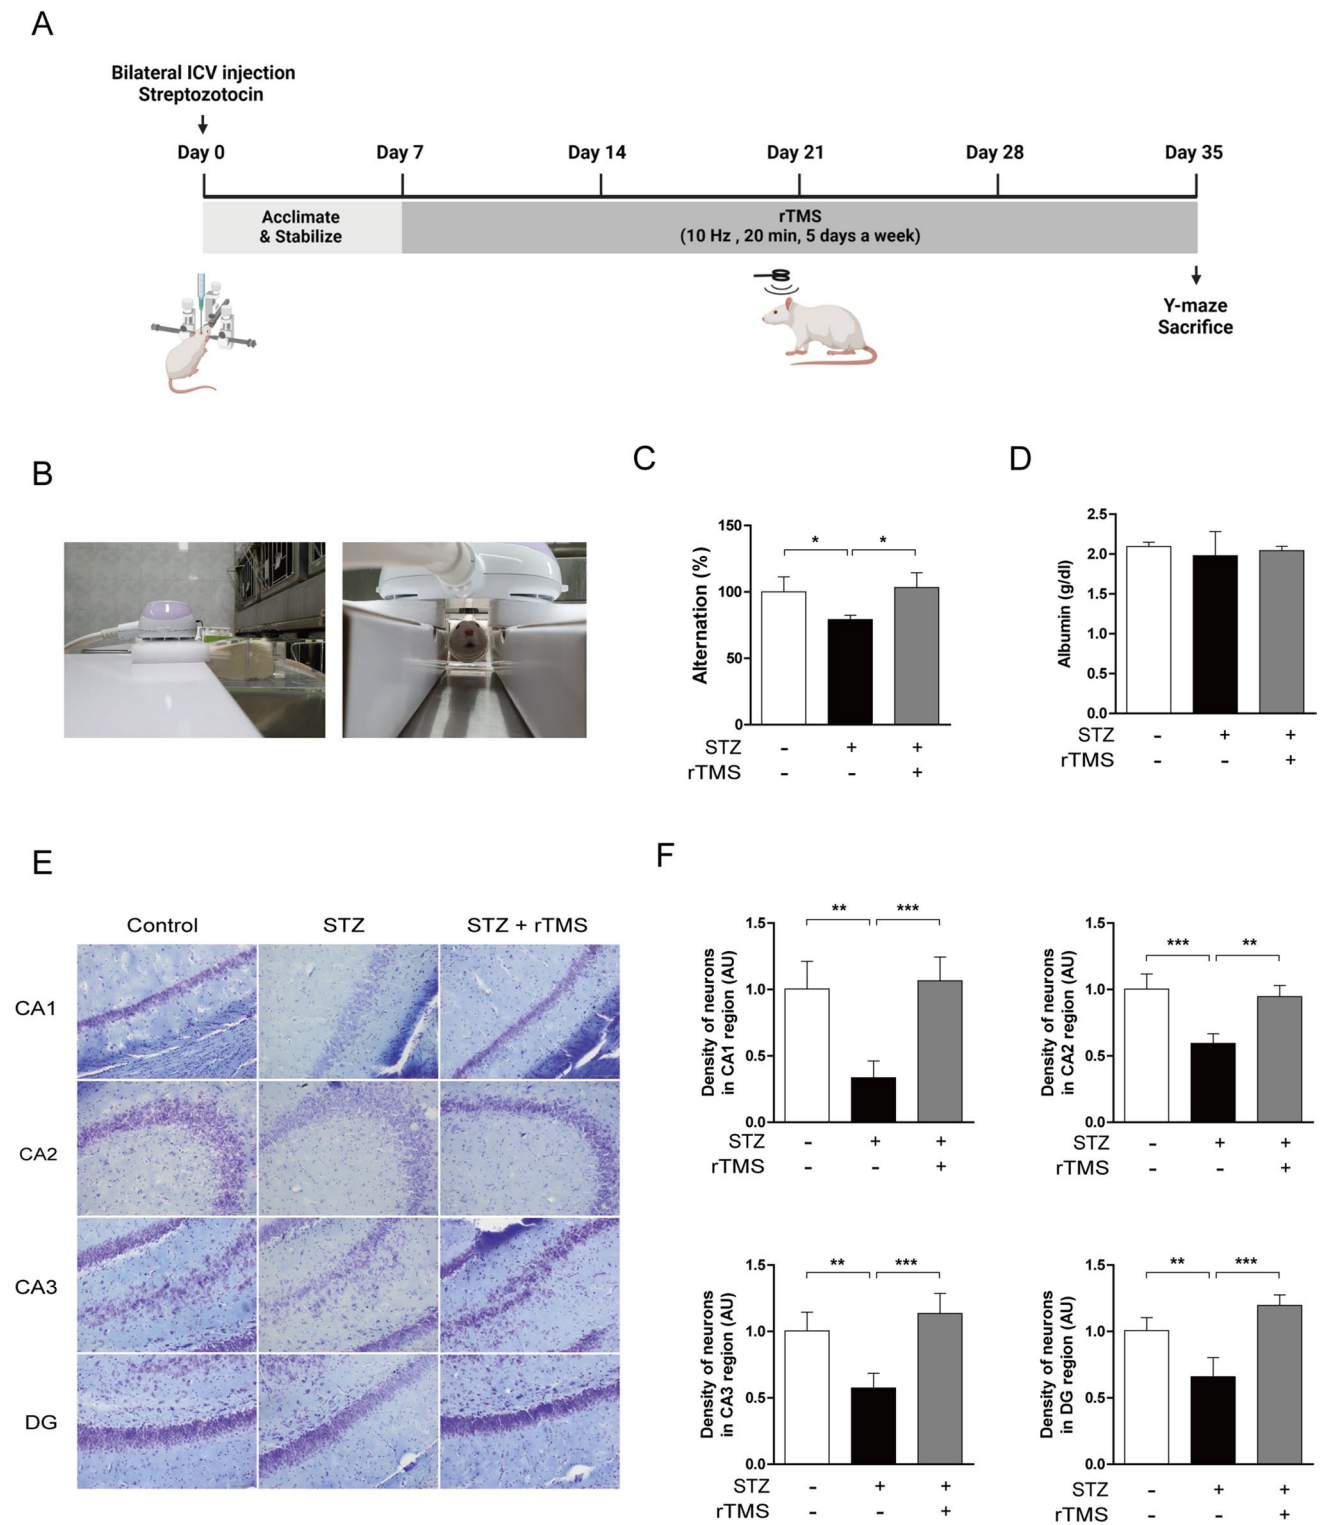 A
Bilateral ICV injection
Streptozotocin
Day 0 Day 7 Day 14 Day 21 Day 28 Day 35
Acclimate
& Stabilize
rTMS
(10 Hz , 20 min, 5 days a week)
Y-maze
Sacrifice
B
C
Alternation (%)
150
100
50
0
* *
STZ - + +
rTMS - - +
D
Albumin (g/dl)
2.5
2.0
1.5
1.0
0.5
0.0
STZ - + +
rTMS - - +
E
Control STZ STZ + rTMS
CA1
CA2
CA3
DG
F
Density of neurons
in CA1 region (AU)
1.5
1.0
0.5
0.0
** ***
STZ - + +
rTMS - - +
Density of neurons
in CA2 region (AU)
1.5
1.0
0.5
0.0
*** **
STZ - + +
rTMS - - +
Density of neurons
in CA3 region (AU)
1.5
1.0
0.5
0.0
** ***
STZ - + +
rTMS - - +
Density of neurons
in DG region (AU)
1.5
1.0
0.5
0.0
** ***
STZ - + +
rTMS - - +